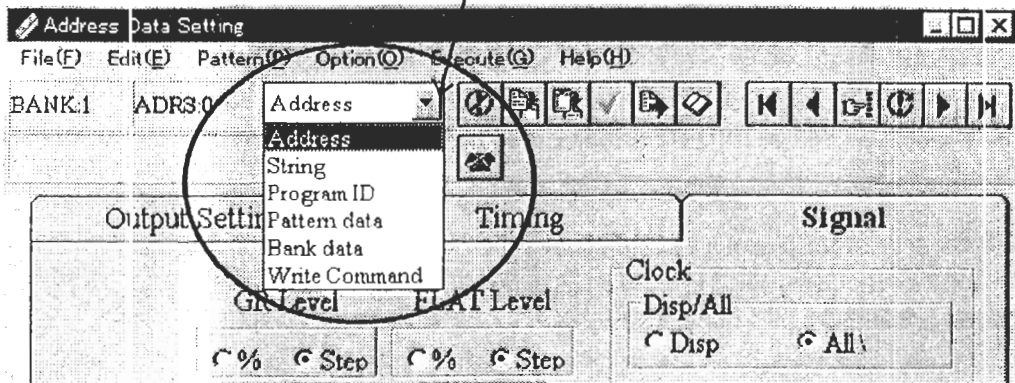 Address Data Setting
File(F) Edit(E) Pattern(P) Option(O) Execute(G) Help(H)
BANK:1 ADRS:0 Address
Address
String
Program ID
Pattern data
Bank data
Write Command
Output Settin Timing Signal
GR Level FLAT Level
Clock
Disp/All
% Step % Step Disp All